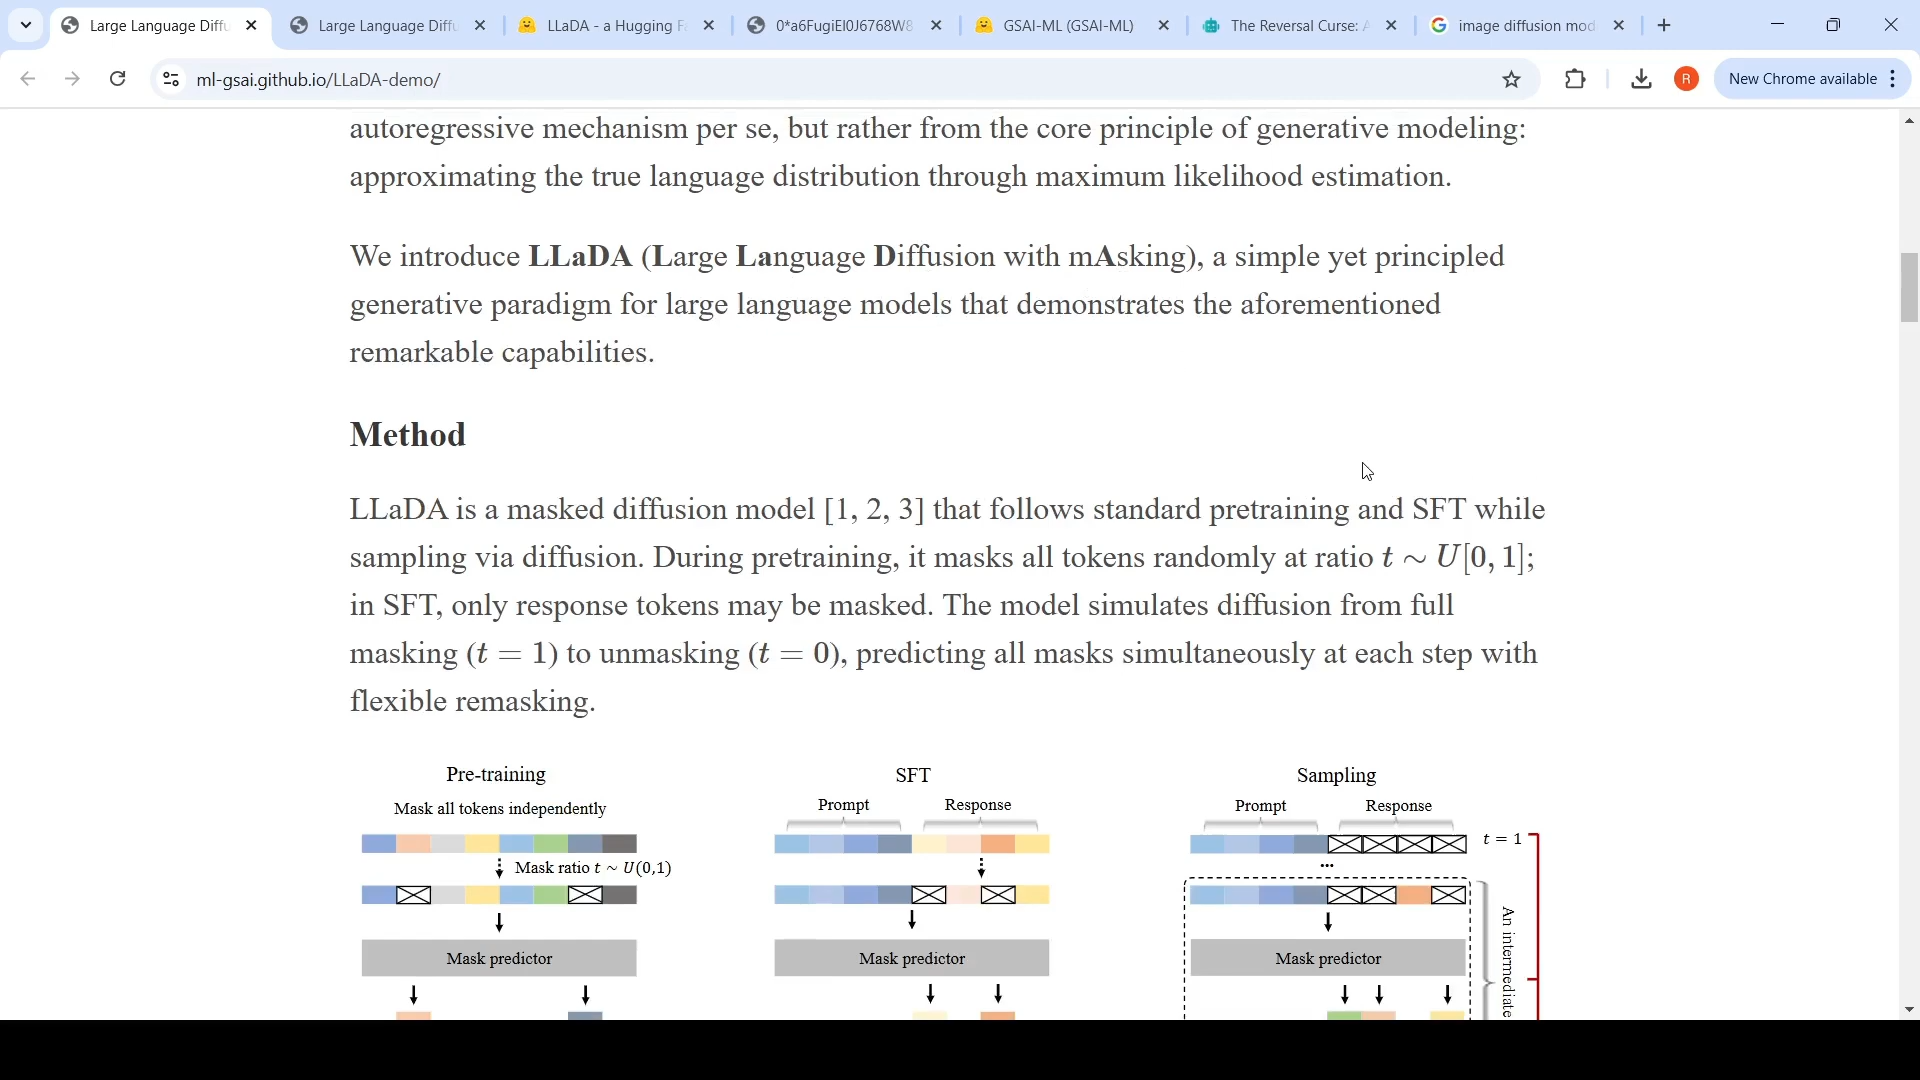 Large Language Diffu
Large Language Diffu
LLaDA - a Hugging F
0*a6FugiEl0J6768W8
GSAI-ML (GSAI-ML)
The Reversal Curse: A
image diffusion mod
ml-gsai.github.io/LLaDA-demo/
R
New Chrome available
autoregressive mechanism per se, but rather from the core principle of generative modeling:
approximating the true language distribution through maximum likelihood estimation.
We introduce LLaDA (Large Language Diffusion with mAsking), a simple yet principled
generative paradigm for large language models that demonstrates the aforementioned
remarkable capabilities.
Method
LLaDA is a masked diffusion model [1, 2, 3] that follows standard pretraining and SFT while
sampling via diffusion. During pretraining, it masks all tokens randomly at ratio t ∼ U[0, 1];
in SFT, only response tokens may be masked. The model simulates diffusion from full
masking (t = 1) to unmasking (t = 0), predicting all masks simultaneously at each step with
flexible remasking.
Pre-training
Mask all tokens independently
Mask ratio t ~ U(0,1)
Mask predictor
SFT
Prompt
Response
Mask predictor
Sampling
Prompt
Response
t = 1
...
Mask predictor
An intermediate